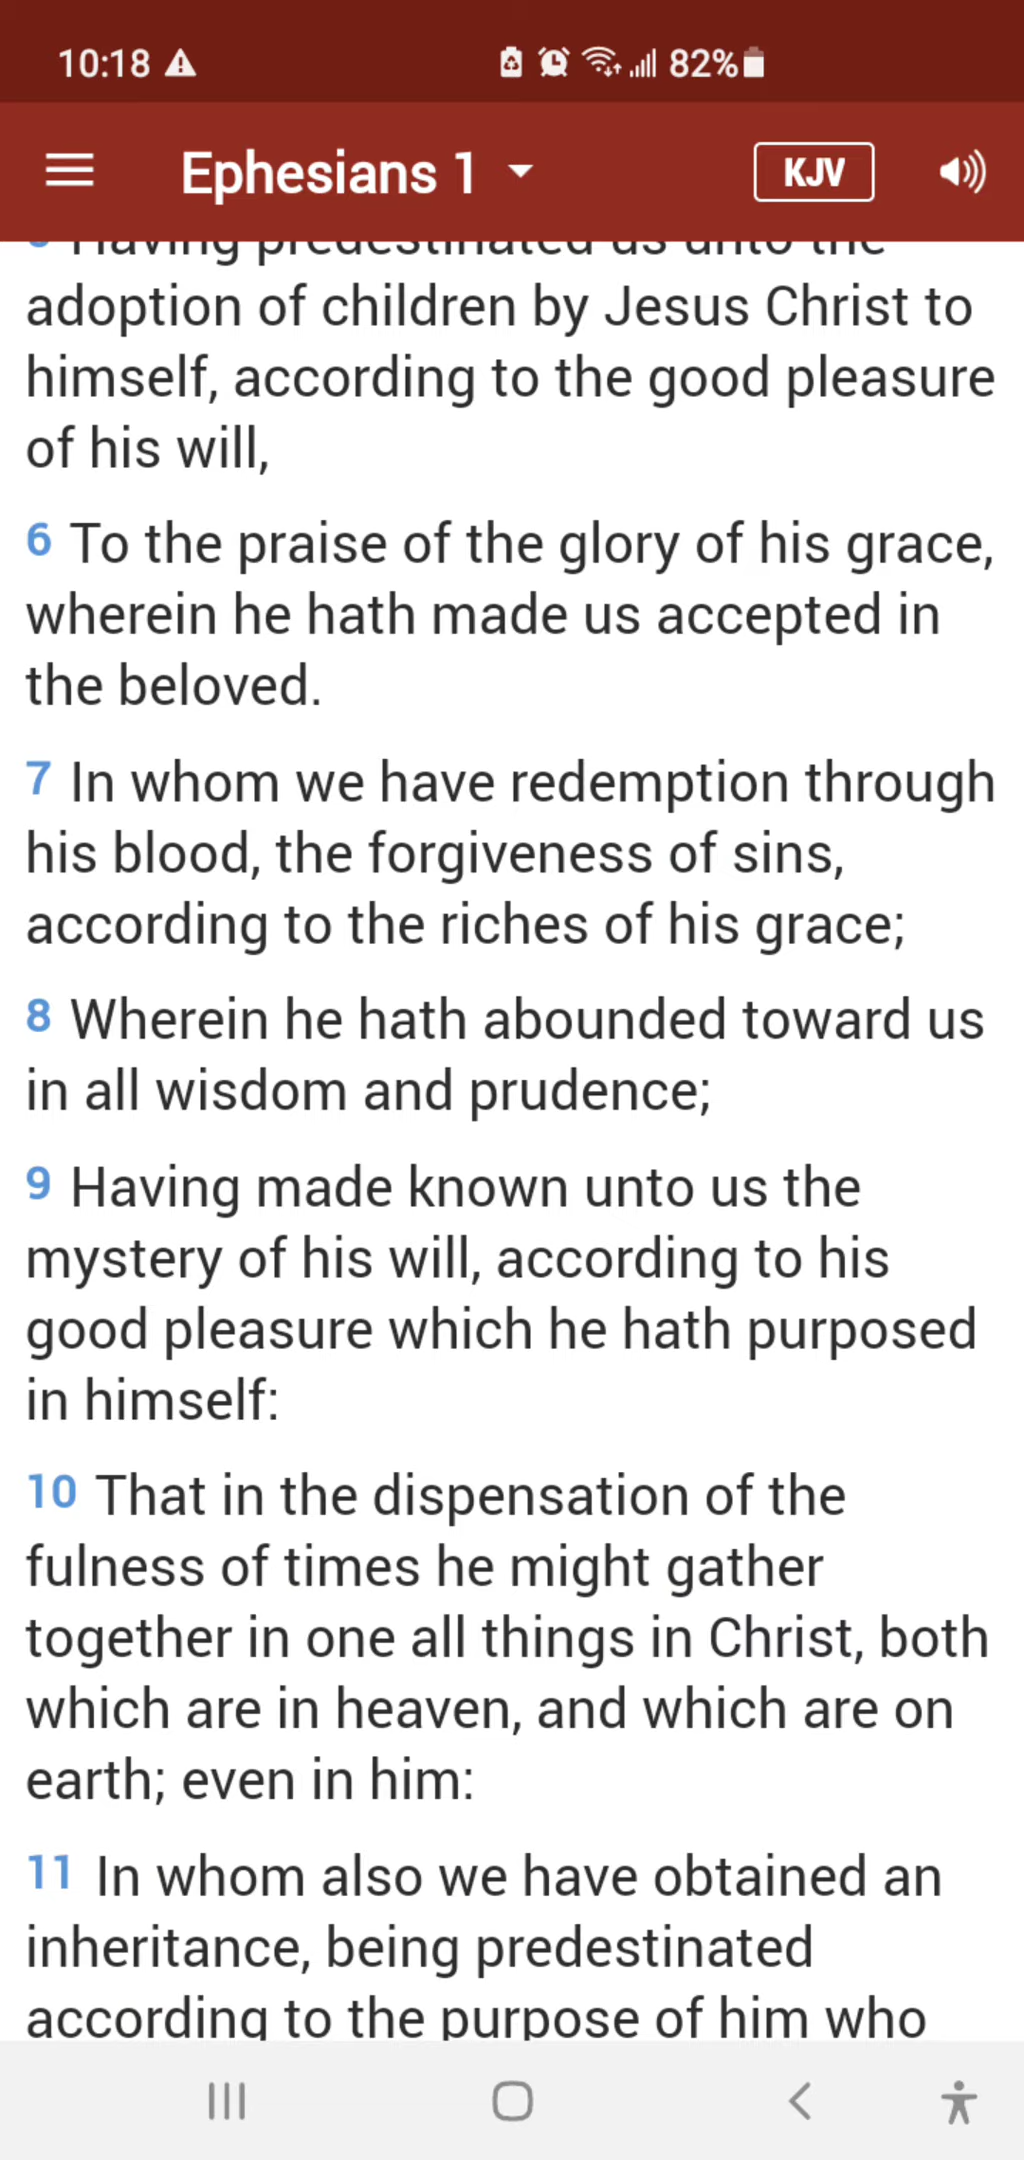 10:18 82%
Ephesians 1 KJV
Having predestinated us unto the
adoption of children by Jesus Christ to
himself, according to the good pleasure
of his will,
6 To the praise of the glory of his grace,
wherein he hath made us accepted in
the beloved.
7 In whom we have redemption through
his blood, the forgiveness of sins,
according to the riches of his grace;
8 Wherein he hath abounded toward us
in all wisdom and prudence;
9 Having made known unto us the
mystery of his will, according to his
good pleasure which he hath purposed
in himself:
10 That in the dispensation of the
fulness of times he might gather
together in one all things in Christ, both
which are in heaven, and which are on
earth; even in him:
11 In whom also we have obtained an
inheritance, being predestinated
according to the purpose of him who